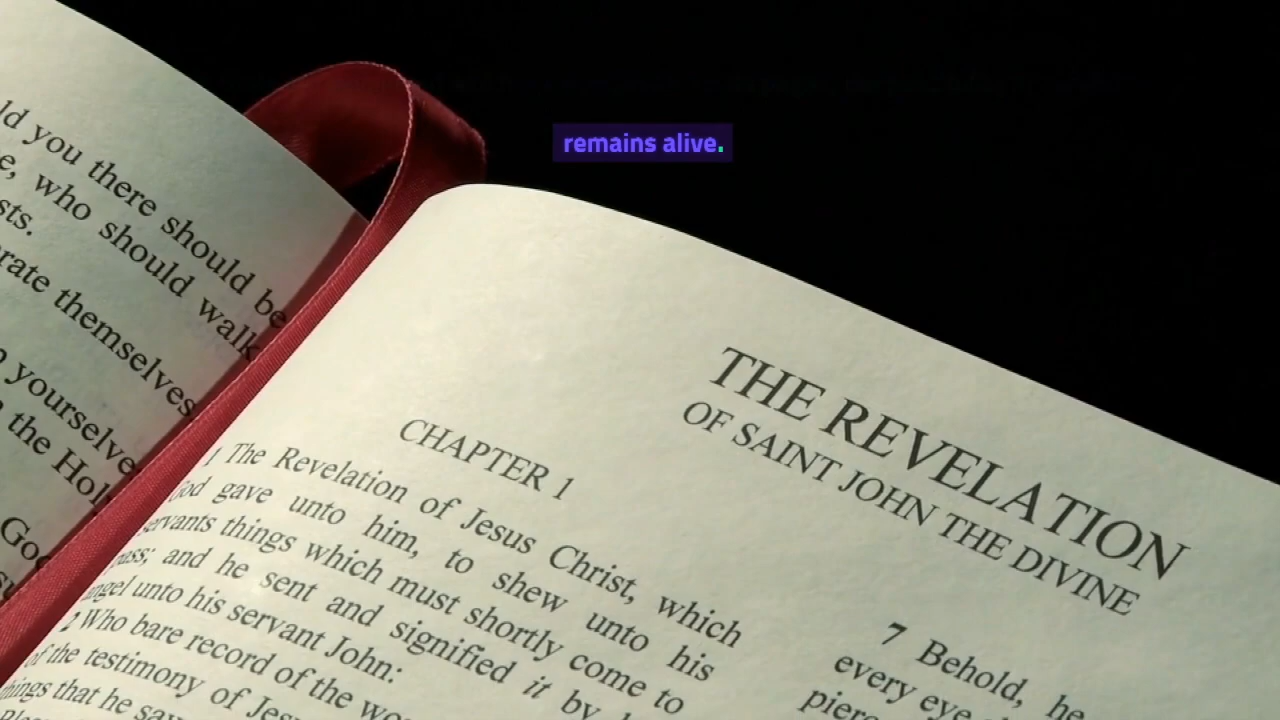 remains alive.
ld you there should be
e, who should walk
sts.
rate themselves
yourselve
the Hol
God
THE REVELATION
OF SAINT JOHN THE DIVINE
CHAPTER 1
1 The Revelation of Jesus Christ, which
God gave unto him, to shew unto his
servants things which must shortly come to
pass; and he sent and signified it by h
angel unto his servant John:
2 Who bare record of the wo
of the testimony of Jesu
things that he saw
7 Behold, he
every eye
pierc